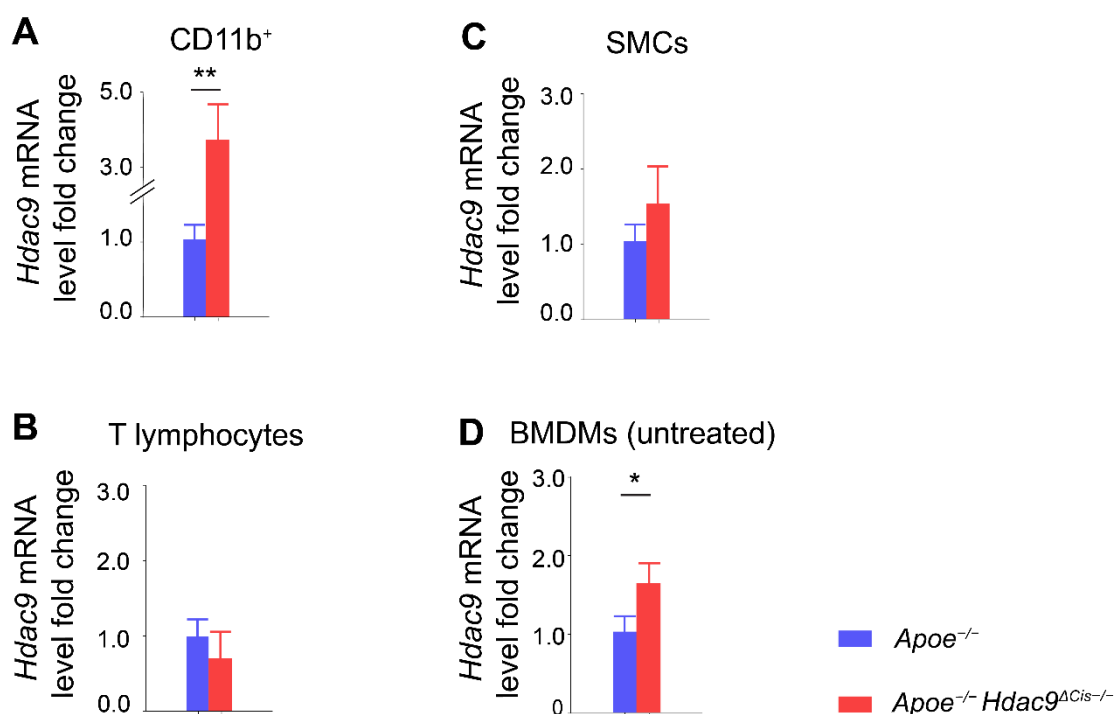 A
CD11b⁺
Hdac9 mRNA
level fold change
**
5.0
3.0
1.0
0.0
C
SMCs
Hdac9 mRNA
level fold change
3.0
2.0
1.0
0.0
B
T lymphocytes
Hdac9 mRNA
level fold change
3.0
2.0
1.0
0.0
D
BMDMs (untreated)
Hdac9 mRNA
level fold change
*
3.0
2.0
1.0
0
Apoe⁻/⁻
Apoe⁻/⁻ Hdac9ΔCis⁻/⁻